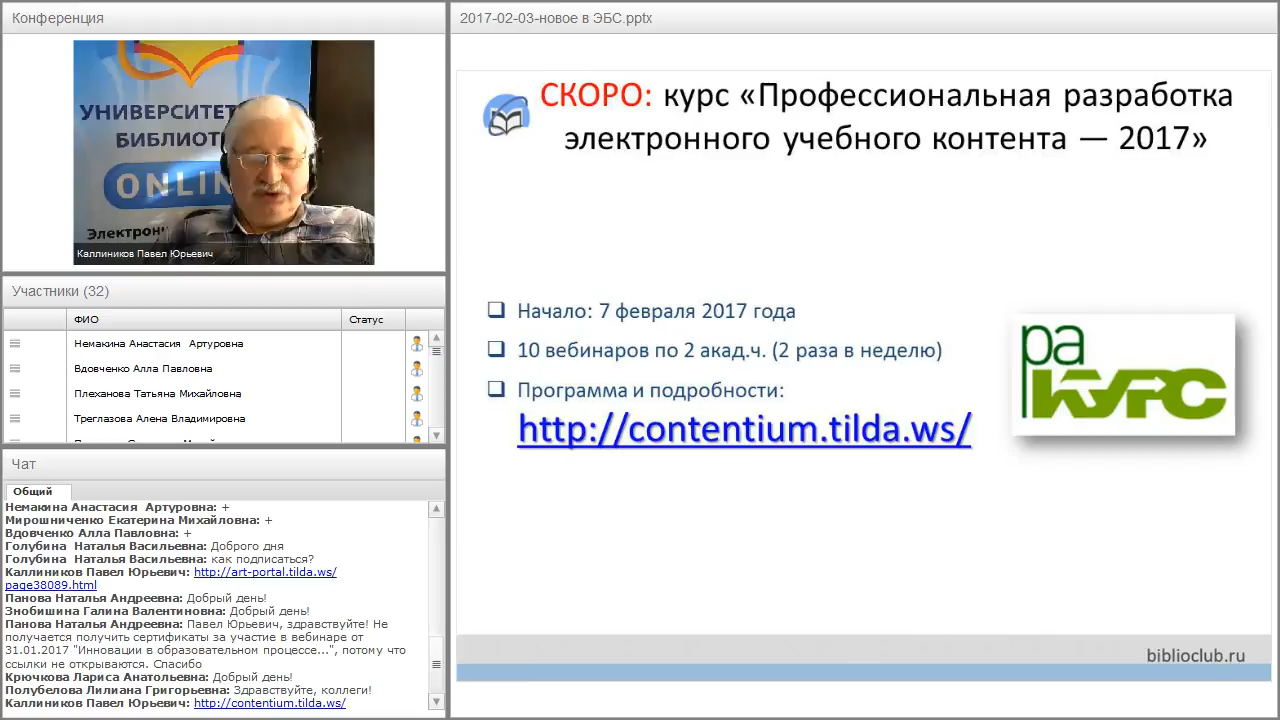 Конференция
УНИВЕРСИТЕТ
БИБЛИОТ
ONLIN
Электронн
Каллиников Павел Юрьевич
Участники (32)
ФИО Статус
Немакина Анастасия Артуровна
Вдовченко Алла Павловна
Плеханова Татьяна Михайловна
Треглазова Алена Владимировна
Чат
Общий
Немакина Анастасия Артуровна: +
Мирошниченко Екатерина Михайловна: +
Вдовченко Алла Павловна: +
Голубина Наталья Васильевна: Доброго дня
Голубина Наталья Васильевна: как подписаться?
Каллиников Павел Юрьевич: http://art-portal.tilda.ws/
page38089.html
Панова Наталья Андреевна: Добрый день!
Знобишина Галина Валентиновна: Добрый день!
Панова Наталья Андреевна: Павел Юрьевич, здравствуйте! Не
получается получить сертификаты за участие в вебинаре от
31.01.2017 "Инновации в образовательном процессе...", потому что
ссылки не открываются. Спасибо
Крючкова Лариса Анатольевна: Добрый день!
Полубелова Лилиана Григорьевна: Здравствуйте, коллеги!
Каллиников Павел Юрьевич: http://contentium.tilda.ws/
2017-02-03-новое в ЭБС.pptx
СКОРО: курс «Профессиональная разработка
электронного учебного контента — 2017»
Начало: 7 февраля 2017 года
10 вебинаров по 2 акад.ч. (2 раза в неделю)
Программа и подробности:
http://contentium.tilda.ws/
ра
курс
biblioclub.ru